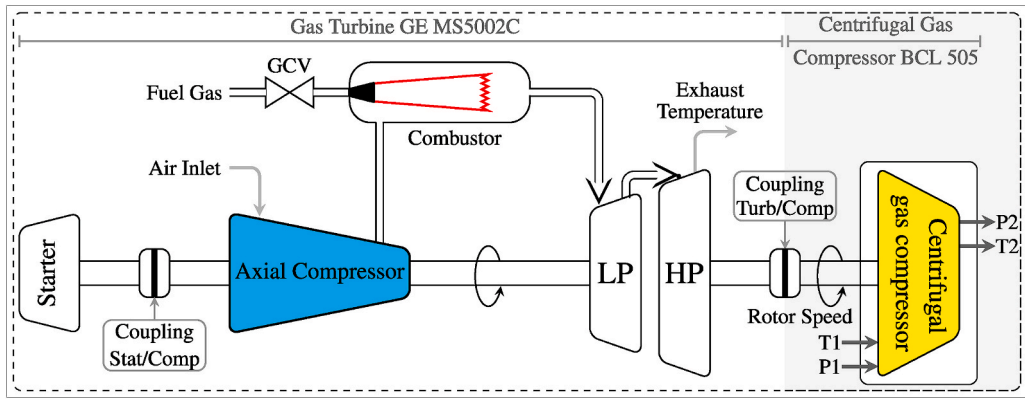 Gas Turbine GE MS5002C
Centrifugal Gas
Compressor BCL 505
GCV
Fuel Gas
Combustor
Exhaust
Temperature
Air Inlet
Coupling
Turb/Comp
Starter
Axial Compressor
LP
HP
Centrifugal
gas compressor
P2
T2
Rotor Speed
T1
P1
Coupling
Stat/Comp